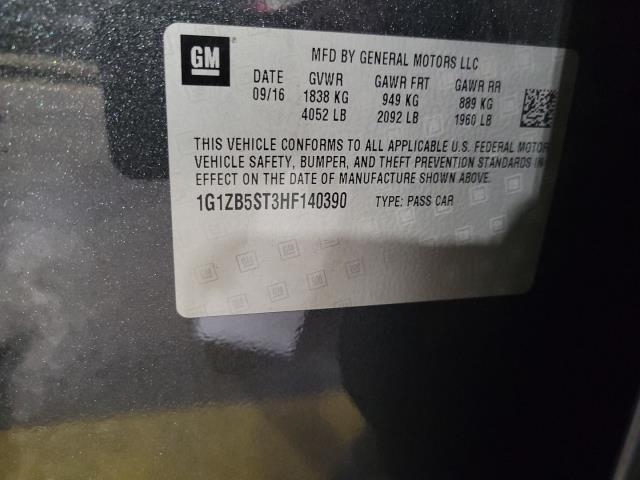 GM
MFD BY GENERAL MOTORS LLC
DATE GVWR GAWR FRT GAWR RR
09/16 1838 KG 949 KG 889 KG
4052 LB 2092 LB 1960 LB
THIS VEHICLE CONFORMS TO ALL APPLICABLE U.S. FEDERAL MOTOR
VEHICLE SAFETY, BUMPER, AND THEFT PREVENTION STANDARDS IN
EFFECT ON THE DATE OF MANUFACTURE SHOWN ABOVE.
1G1ZB5ST3HF140390 TYPE: PASS CAR